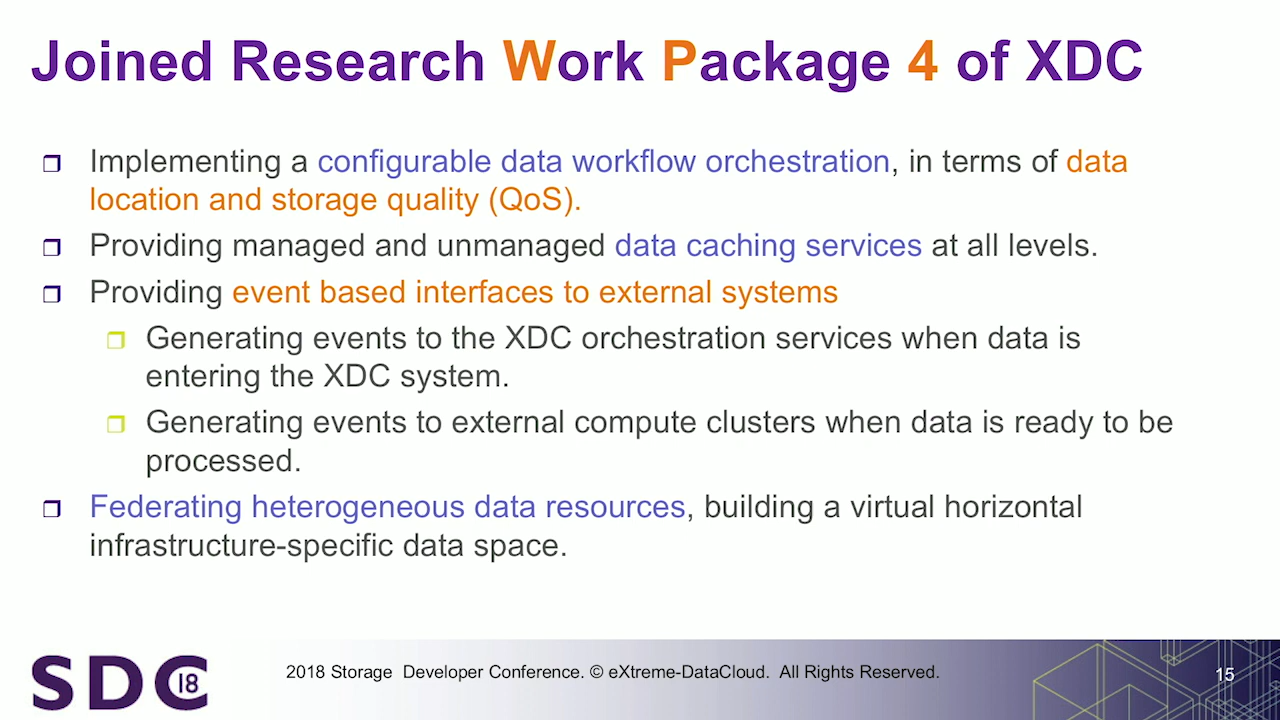 Joined Research Work Package 4 of XDC
Implementing a configurable data workflow orchestration, in terms of data
location and storage quality (QoS).
Providing managed and unmanaged data caching services at all levels.
Providing event based interfaces to external systems
Generating events to the XDC orchestration services when data is
entering the XDC system.
Generating events to external compute clusters when data is ready to be
processed.
Federating heterogeneous data resources, building a virtual horizontal
infrastructure-specific data space.
SDC 18
2018 Storage Developer Conference. © eXtreme-DataCloud. All Rights Reserved.
15